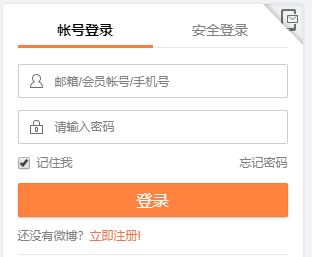 帐号登录 安全登录
邮箱/会员帐号/手机号
请输入密码
记住我 忘记密码
登录
还没有微博？立即注册!